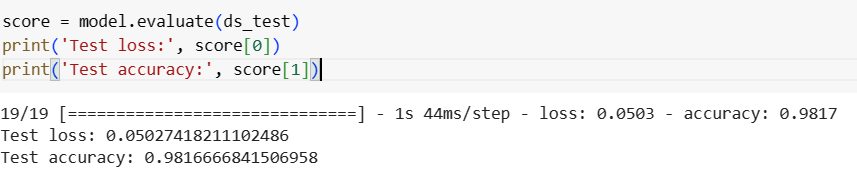 score = model.evaluate(ds_test)
print('Test loss:', score[0])
print('Test accuracy:', score[1])
19/19 [==============================] - 1s 44ms/step - loss: 0.0503 - accuracy: 0.9817
Test loss: 0.05027418211102486
Test accuracy: 0.9816666841506958